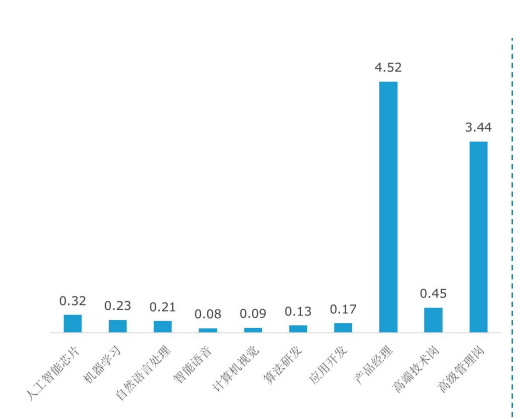 4.52
3.44
0.32
0.23
0.21
0.08
0.09
0.13
0.17
0.45
人工智能芯片
机器学习
自然语言处理
智能语音
计算机视觉
算法研发
应用开发
产品经理
高端技术岗
高级管理岗